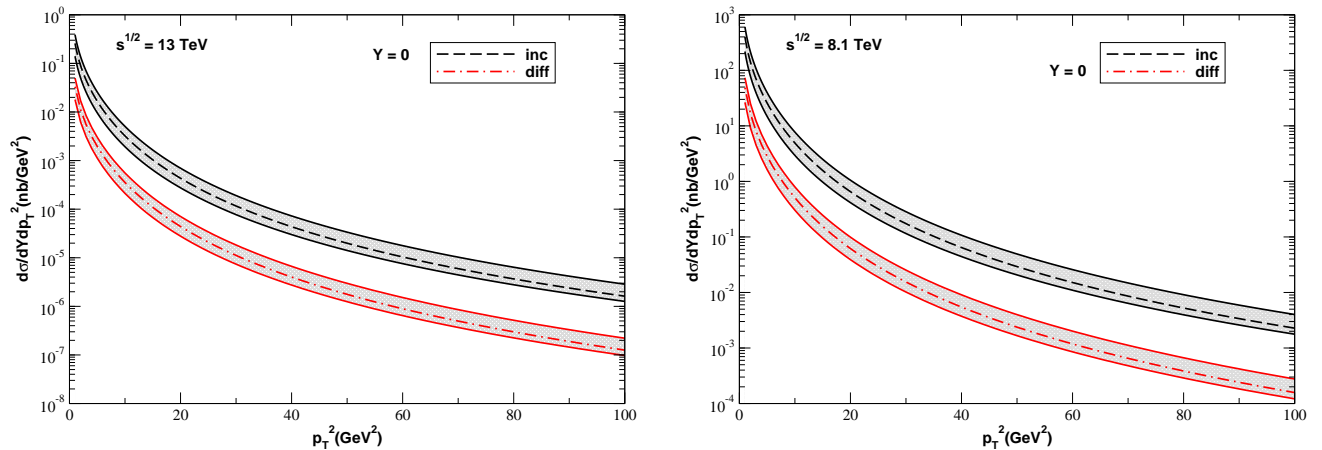 s^{1/2} = 13 TeV
Y = 0
inc
diff
10^0
10^{-1}
10^{-2}
10^{-3}
10^{-4}
10^{-5}
10^{-6}
10^{-7}
10^{-8}
dσ/dYdp_T^2(nb/GeV^2)
0 20 40 60 80 100
p_T^2(GeV^2)
s^{1/2} = 8.1 TeV
Y = 0
inc
diff
10^3
10^2
10^1
10^0
10^{-1}
10^{-2}
10^{-3}
10^{-4}
dσ/dYdp_T^2(nb/GeV^2)
0 20 40 60 80 100
p_T^2(GeV^2)